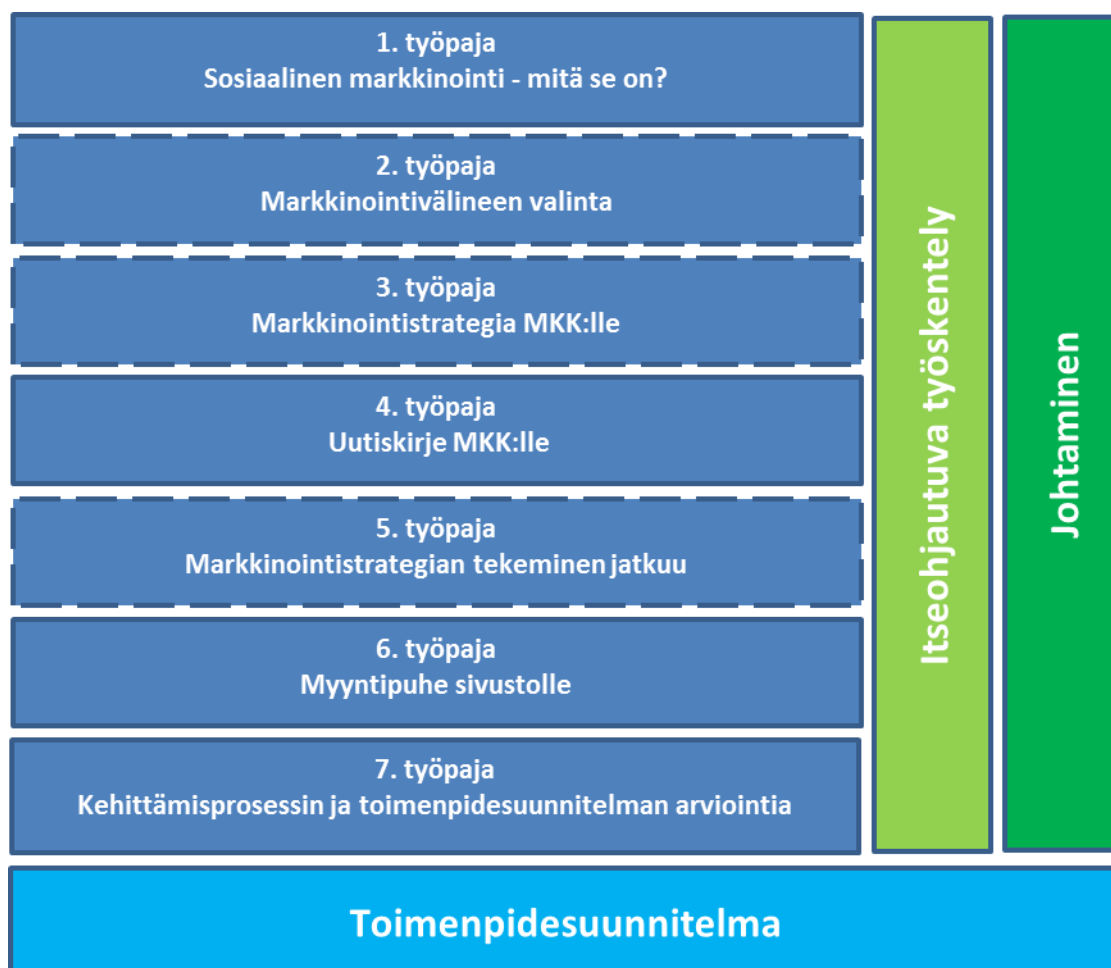 1. työpaja
Sosiaalinen markkinointi - mitä se on?
2. työpaja
Markkinointivälineen valinta
3. työpaja
Markkinointistrategia MKK:lle
4. työpaja
Uutiskirje MKK:lle
5. työpaja
Markkinointistrategian tekeminen jatkuu
6. työpaja
Myyntipuhe sivustolle
7. työpaja
Kehittämisprosessin ja toimenpidesuunnitelman arviointia
Itseohjautuva työskentely
Johtaminen
Toimenpidesuunnitelma